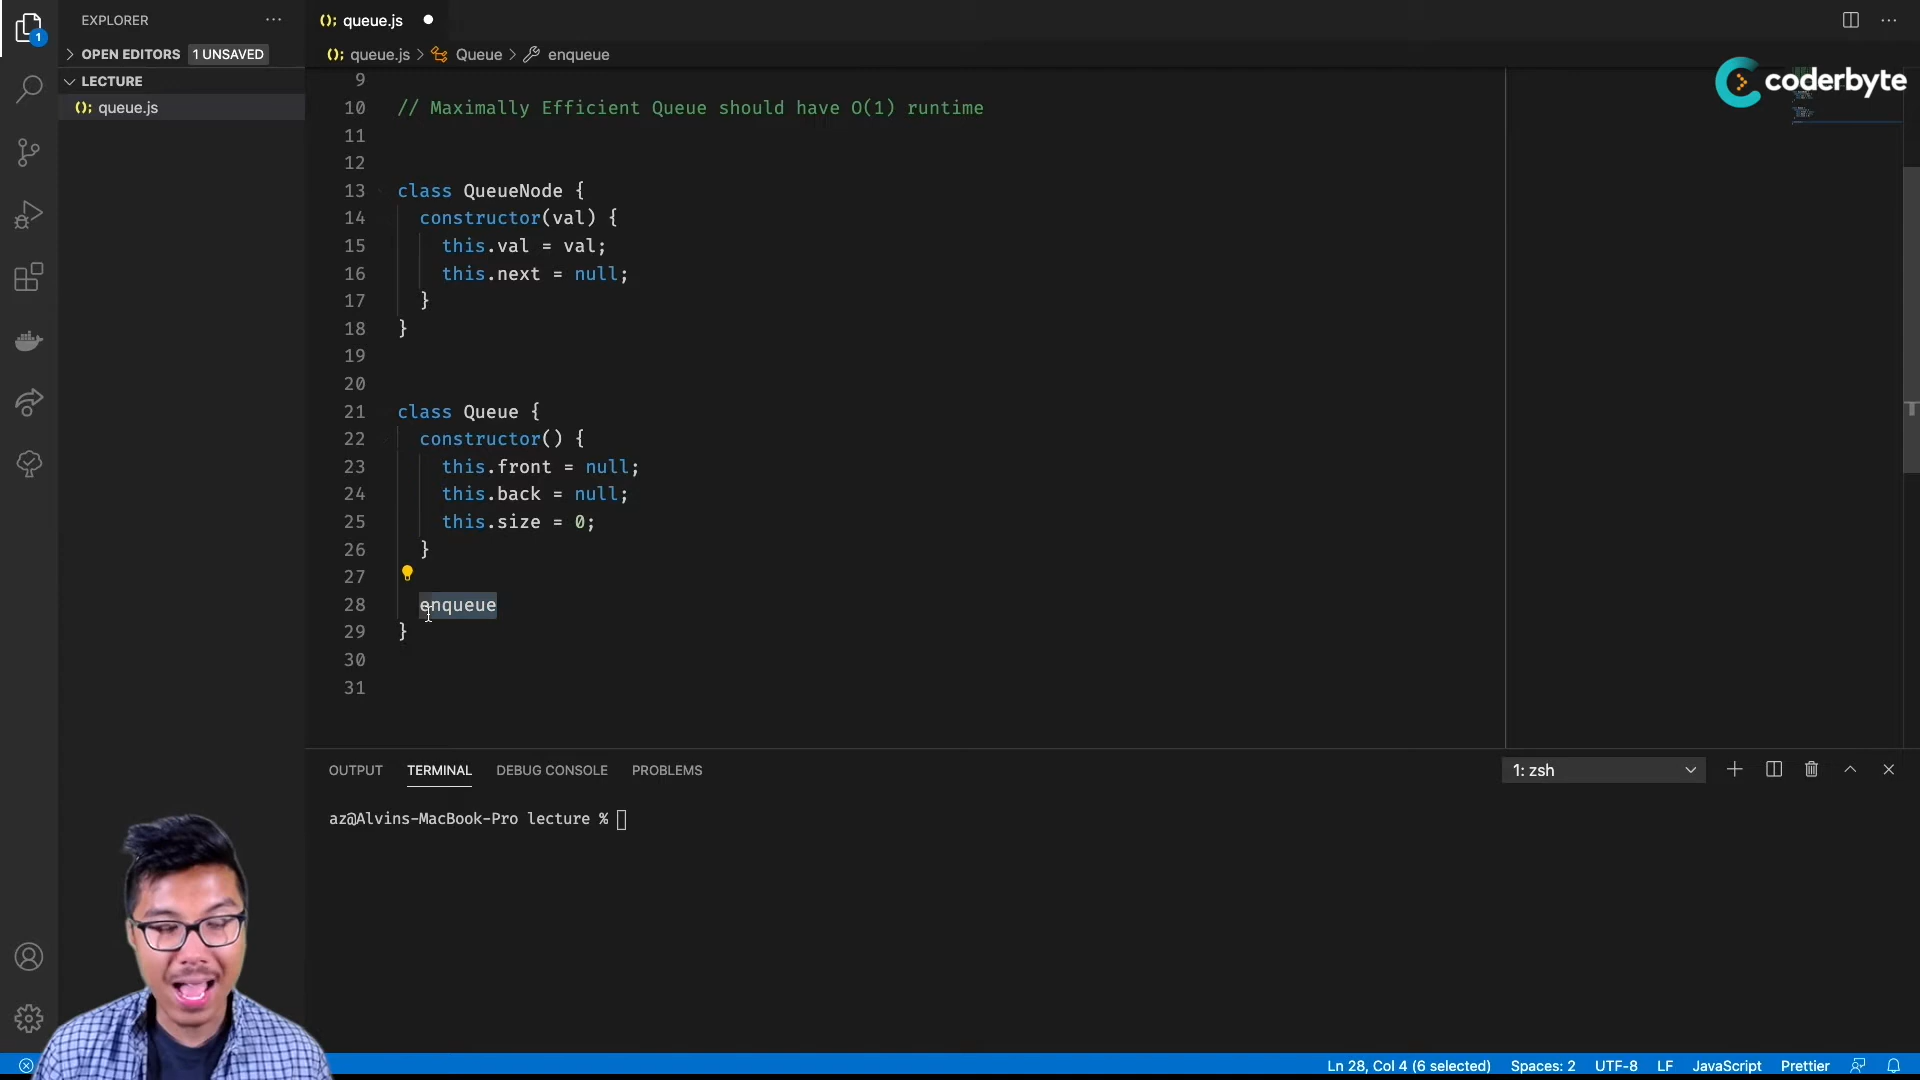 EXPLORER
queue.js
1
OPEN EDITORS 1 UNSAVED
queue.js > Queue > enqueue
LECTURE
queue.js
coderbyte
9
10 // Maximally Efficient Queue should have O(1) runtime
11
12
13 class QueueNode {
14 constructor(val) {
15 this.val = val;
16 this.next = null;
17 }
18 }
19
20
21 class Queue {
22 constructor() {
23 this.front = null;
24 this.back = null;
25 this.size = 0;
26 }
27
28 enqueue
29 }
30
31
OUTPUT TERMINAL DEBUG CONSOLE PROBLEMS 1: zsh
az@Alvins-MacBook-Pro lecture %
Ln 28, Col 4 (6 selected) Spaces: 2 UTF-8 LF JavaScript Prettier